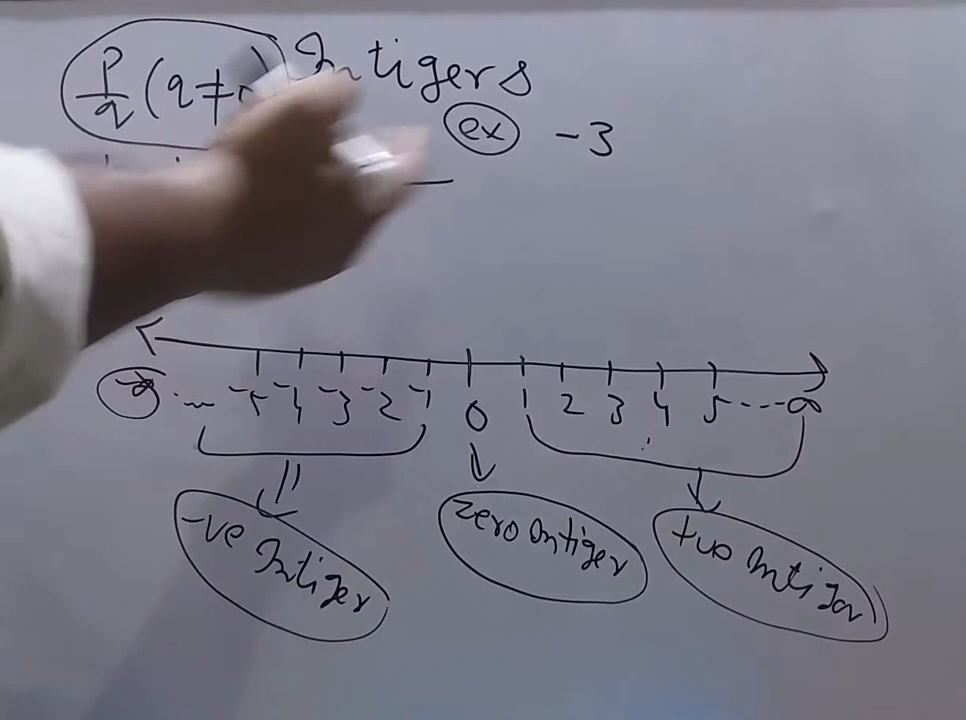 p/q (q≠ Intigers
ex -3
-∞ ... -5 -4 -3 -2 -1 0 1 2 3 4 5 ---- ∞
-ve Intiger zero Intiger +ve Intiger